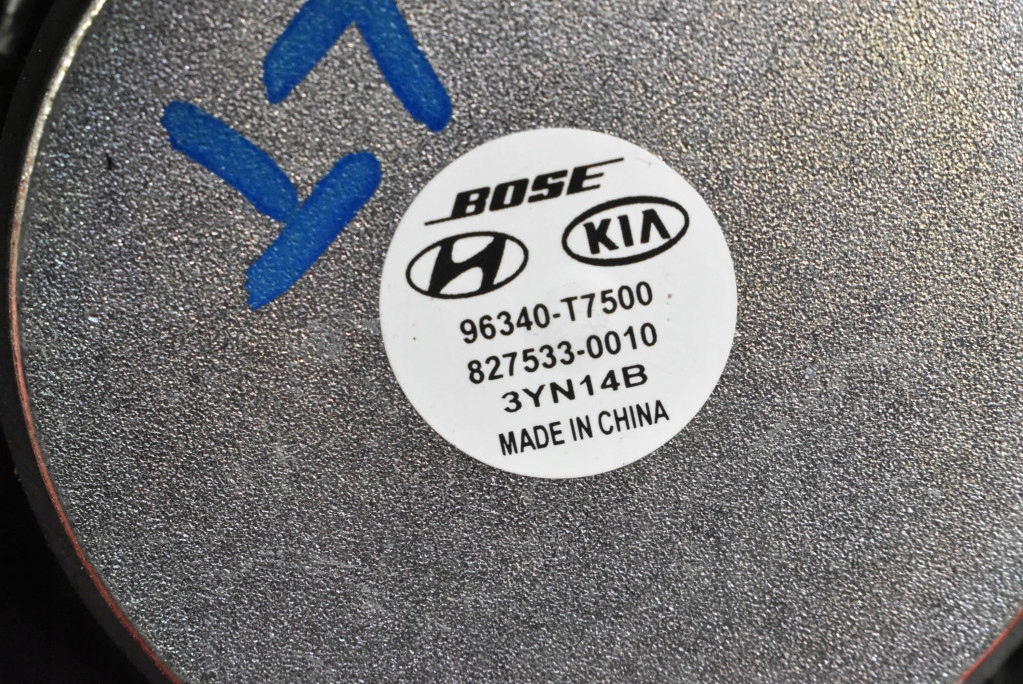 BOSE
KIA
96340-T7500
827533-0010
3YN14B
MADE IN CHINA